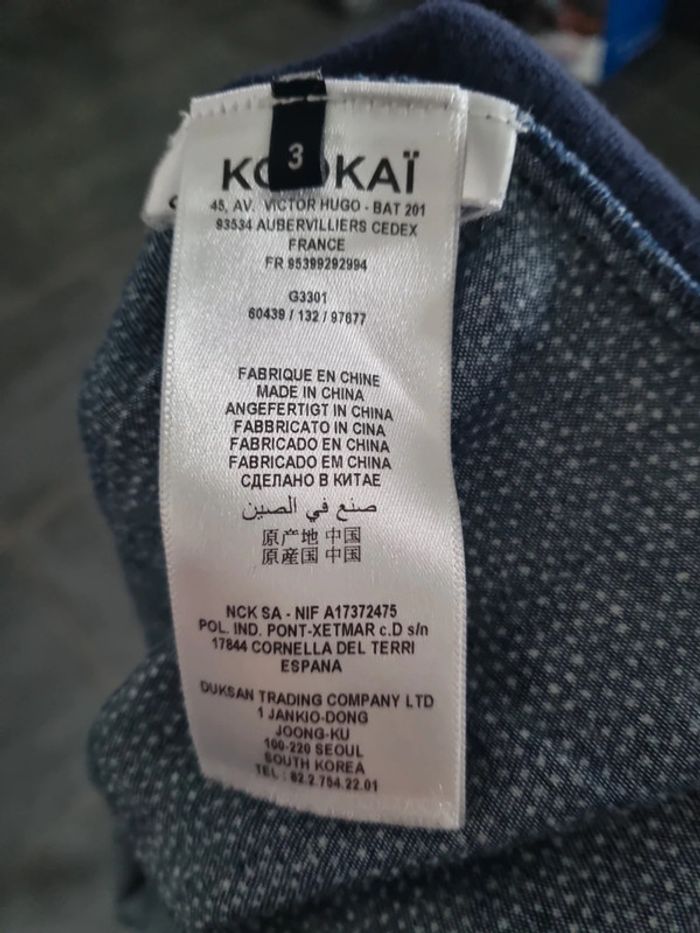 3
KOOKAÏ
45, AV. VICTOR HUGO - BAT 201
93534 AUBERVILLIERS CEDEX
FRANCE
FR 95399292994
G3301
60439 / 132 / 97677
FABRIQUE EN CHINE
MADE IN CHINA
ANGEFERTIGT IN CHINA
FABBRICATO IN CINA
FABRICADO EN CHINA
FABRICADO EM CHINA
СДЕЛАНО В КИТАЕ
صنع في الصين
原产地 中国
原産国 中国
NCK SA - NIF A17372475
POL. IND. PONT-XETMAR c.D s/n
17844 CORNELLA DEL TERRI
ESPANA
DUKSAN TRADING COMPANY LTD
1 JANKIO-DONG
JOONG-KU
100-220 SEOUL
SOUTH KOREA
TEL : 82.2.754.22.01